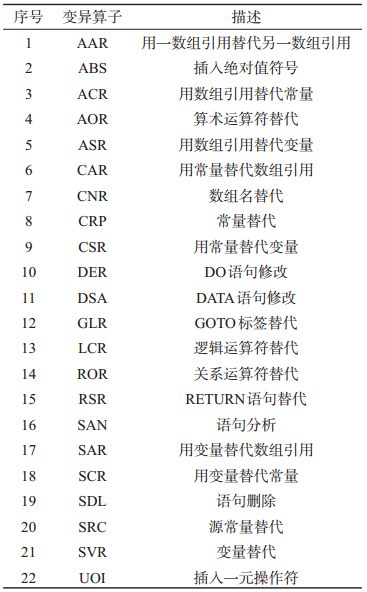 序号 变异算子 描述
1 AAR 用一数组引用替代另一数组引用
2 ABS 插入绝对值符号
3 ACR 用数组引用替代常量
4 AOR 算术运算符替代
5 ASR 用数组引用替代变量
6 CAR 用常量替代数组引用
7 CNR 数组名替代
8 CRP 常量替代
9 CSR 用常量替代变量
10 DER DO语句修改
11 DSA DATA语句修改
12 GLR GOTO标签替代
13 LCR 逻辑运算符替代
14 ROR 关系运算符替代
15 RSR RETURN语句替代
16 SAN 语句分析
17 SAR 用变量替代数组引用
18 SCR 用变量替代常量
19 SDL 语句删除
20 SRC 源常量替代
21 SVR 变量替代
22 UOI 插入一元操作符